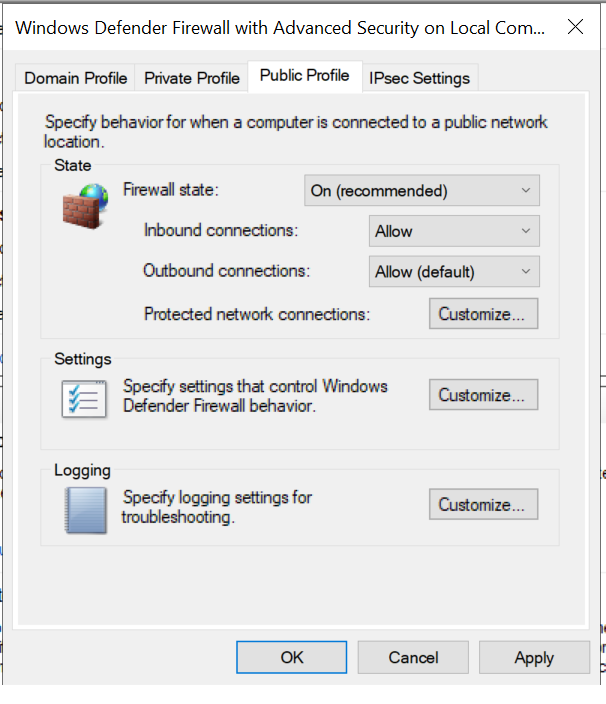 Windows Defender Firewall with Advanced Security on Local Com...
Domain Profile Private Profile Public Profile IPsec Settings
Specify behavior for when a computer is connected to a public network
location.
State
Firewall state: On (recommended)
Inbound connections: Allow
Outbound connections: Allow (default)
Protected network connections: Customize...
Settings
Specify settings that control Windows
Defender Firewall behavior.
Customize...
Logging
Specify logging settings for
troubleshooting.
Customize...
OK Cancel Apply